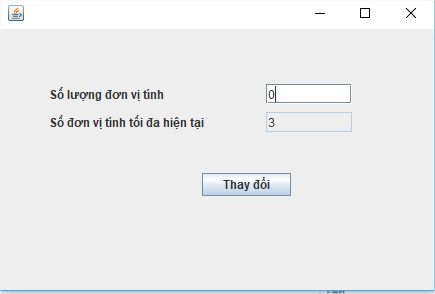 Số lượng đơn vị tính 0
Số đơn vị tính tối đa hiện tại 3
Thay đổi